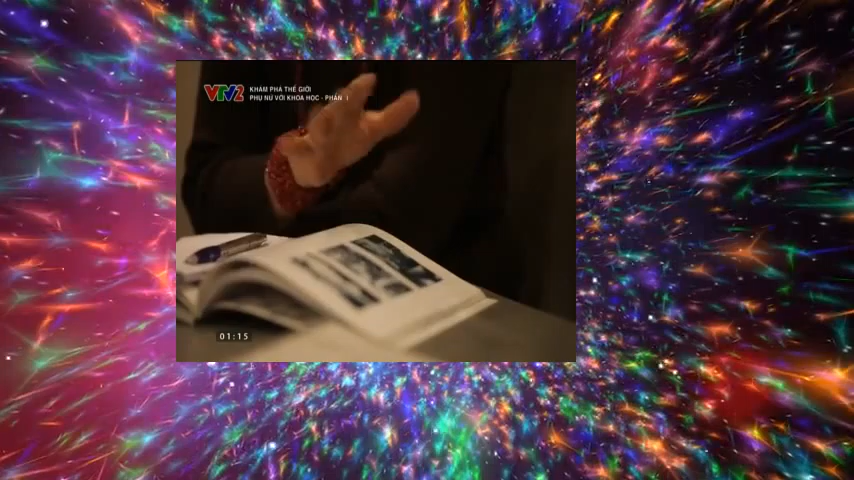 VTV2
KHÁM PHÁ THẾ GIỚI
PHỤ NỮ VỚI KHOA HỌC - PHẦN 1
01:15